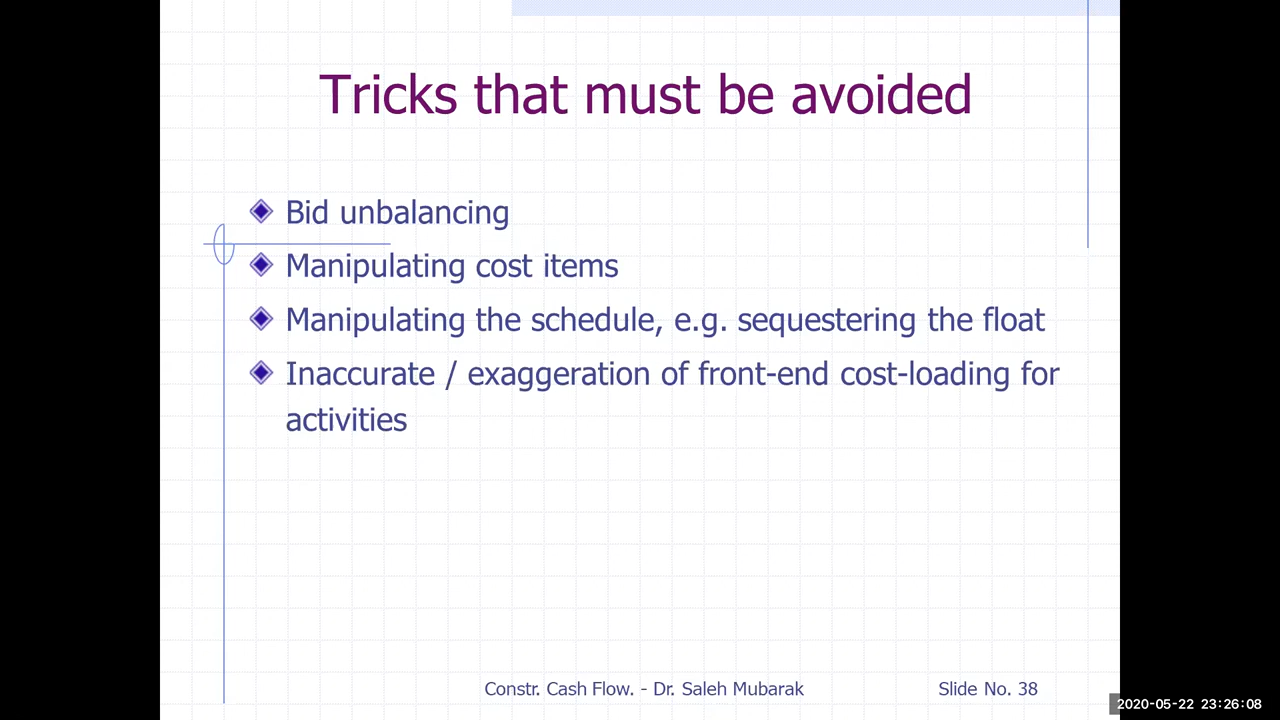 Tricks that must be avoided
Bid unbalancing
Manipulating cost items
Manipulating the schedule, e.g. sequestering the float
Inaccurate / exaggeration of front-end cost-loading for
activities
Constr. Cash Flow. - Dr. Saleh Mubarak
Slide No. 38
2020-05-22 23:26:08